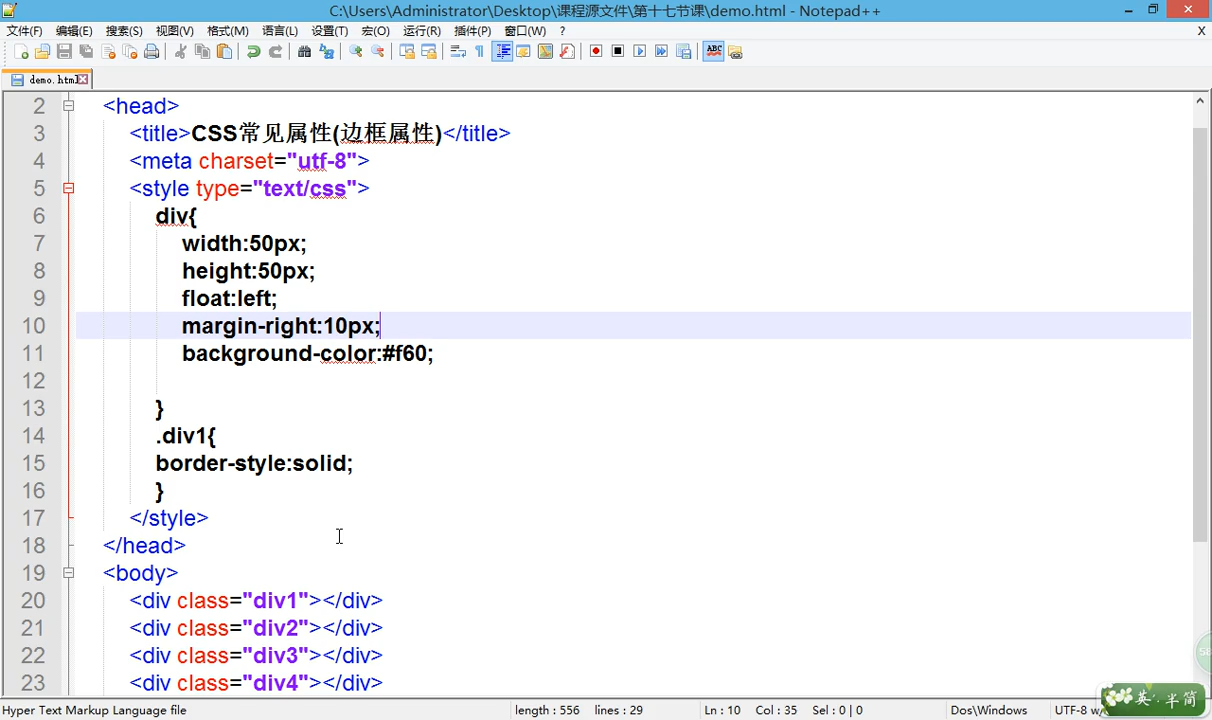 C:\Users\Administrator\Desktop\课程源文件\第十七节课\demo.html - Notepad++
文件(F) 编辑(E) 搜索(S) 视图(V) 格式(M) 语言(L) 设置(T) 宏(O) 运行(R) 插件(P) 窗口(W) ? X
ABC
demo.html
2 <head>
3 <title>CSS常见属性(边框属性)</title>
4 <meta charset="utf-8">
5 <style type="text/css">
6 div{
7 width:50px;
8 height:50px;
9 float:left;
10 margin-right:10px;
11 background-color:#f60;
12
13 }
14 .div1{
15 border-style:solid;
16 }
17 </style>
18 </head>
19 <body>
20 <div class="div1"></div>
21 <div class="div2"></div>
22 <div class="div3"></div>
23 <div class="div4"></div>
英 半 简
Hyper Text Markup Language file length : 556 lines : 29 Ln : 10 Col : 35 Sel : 0 | 0 Dos\Windows UTF-8